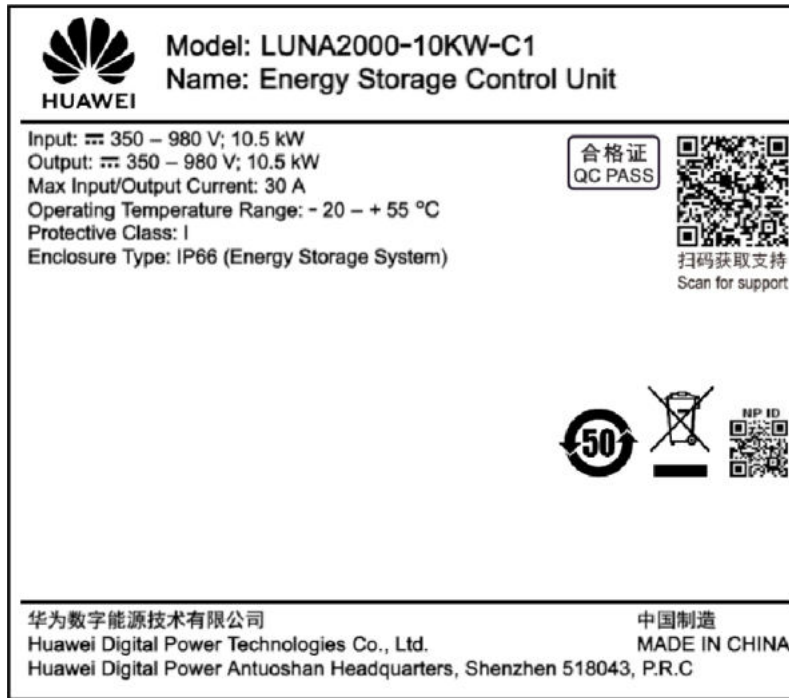 HUAWEI
Model: LUNA2000-10KW-C1
Name: Energy Storage Control Unit
Input: ⎓ 350 – 980 V; 10.5 kW
Output: ⎓ 350 – 980 V; 10.5 kW
Max Input/Output Current: 30 A
Operating Temperature Range: - 20 – + 55 °C
Protective Class: I
Enclosure Type: IP66 (Energy Storage System)
合格证
QC PASS
扫码获取支持
Scan for support
50
NP ID
华为数字能源技术有限公司
中国制造
Huawei Digital Power Technologies Co., Ltd.
MADE IN CHINA
Huawei Digital Power Antuoshan Headquarters, Shenzhen 518043, P.R.C